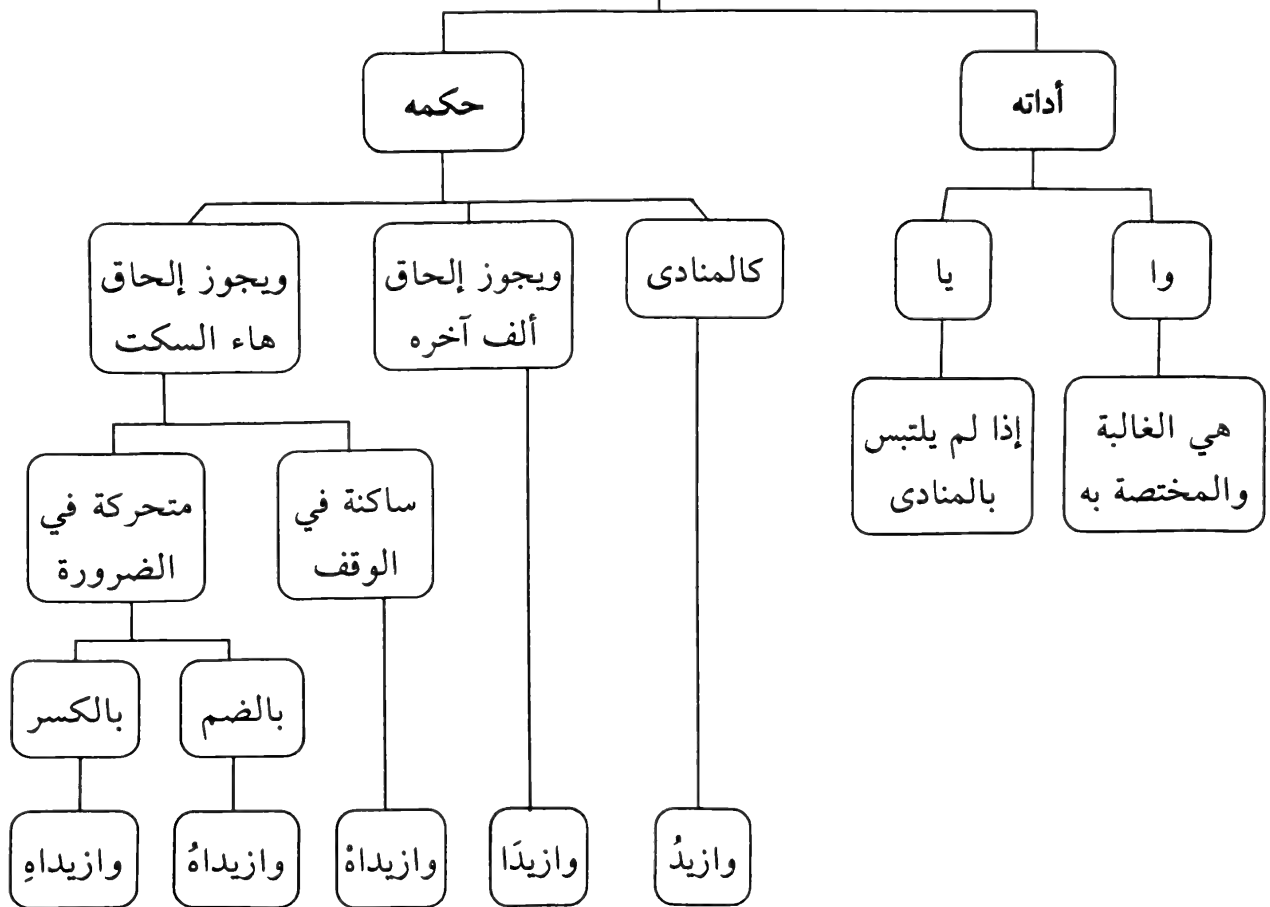 أداته
حكمه
وا
يا
كالمنادى
ويجوز إلحاق
ألف آخره
ويجوز إلحاق
هاء السكت
هي الغالبة
والمختصة به
إذا لم يلتبس
بالمنادى
ساكنة في
الوقف
متحركة في
الضرورة
بالضم
بالكسر
وازيدُ
وازيدَا
وازيداهْ
وازيداهُ
وازيداهِ